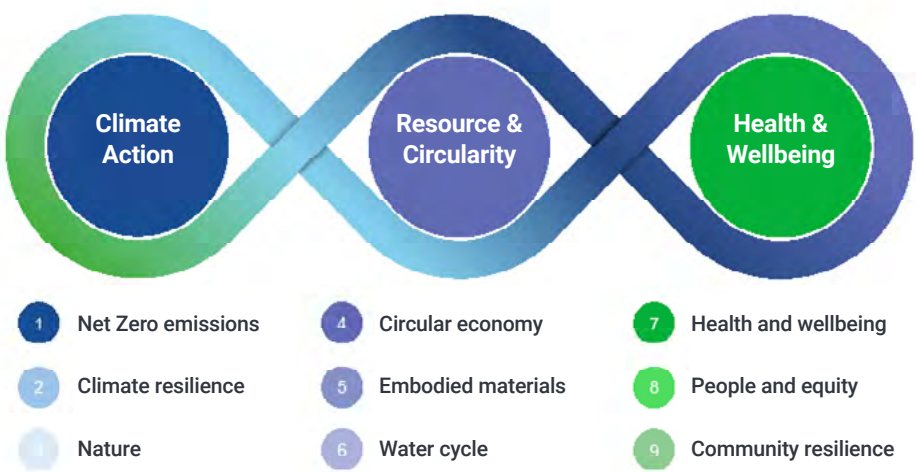 Climate
Action
Resource &
Circularity
Health &
Wellbeing
1 Net Zero emissions
2 Climate resilience
Nature
4 Circular economy
5 Embodied materials
6 Water cycle
7 Health and wellbeing
8 People and equity
9 Community resilience